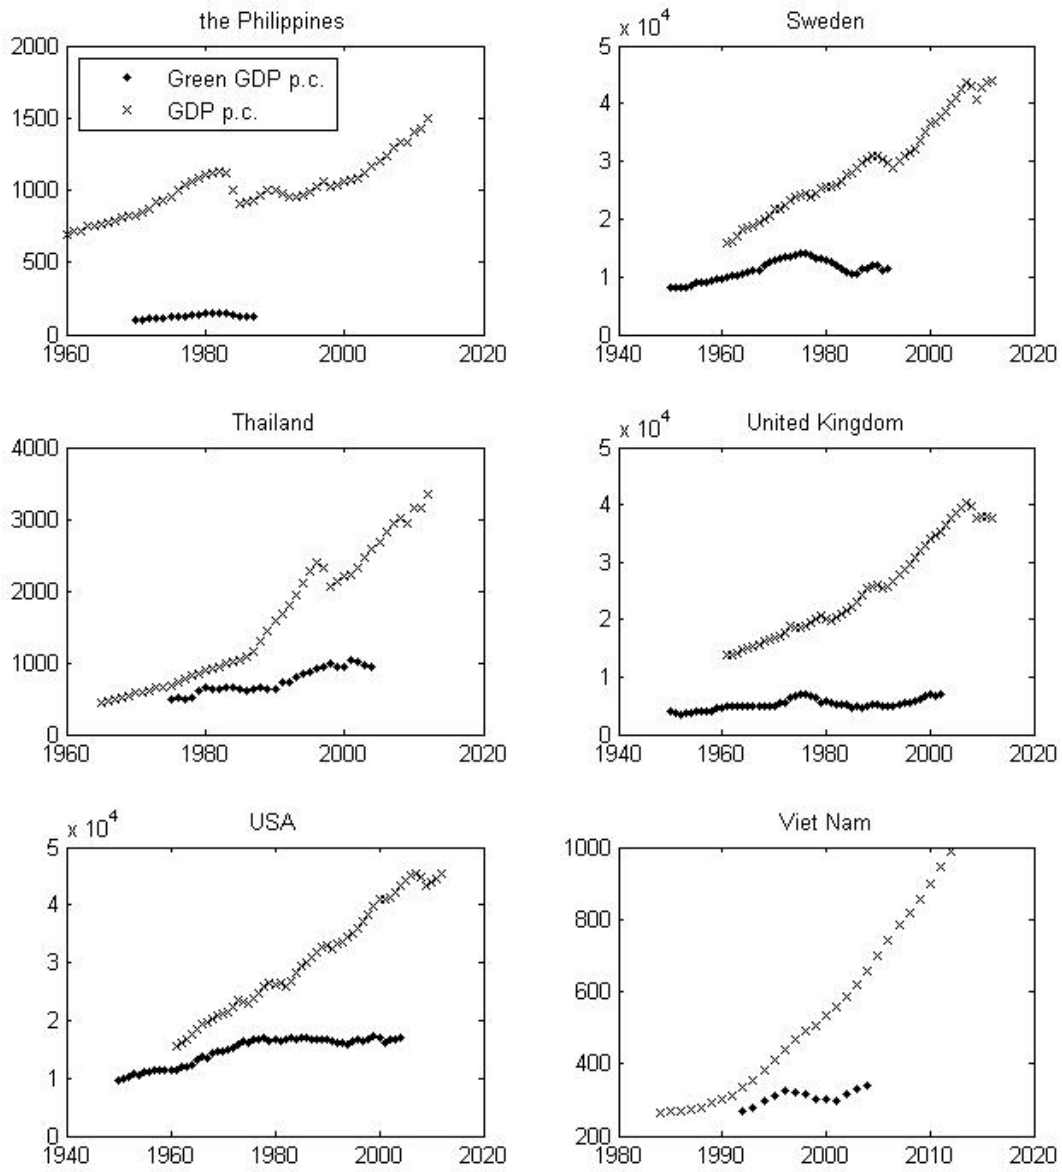 the Philippines
2000
1500
1000
500
0
1960 1980 2000 2020
Green GDP p.c.
GDP p.c.
Sweden
x 10^4
5
4
3
2
1
0
1940 1960 1980 2000 2020
Thailand
4000
3000
2000
1000
0
1960 1980 2000 2020
United Kingdom
x 10^4
5
4
3
2
1
0
1940 1960 1980 2000 2020
USA
x 10^4
5
4
3
2
1
0
1940 1960 1980 2000 2020
Viet Nam
1000
800
600
400
200
1980 1990 2000 2010 2020